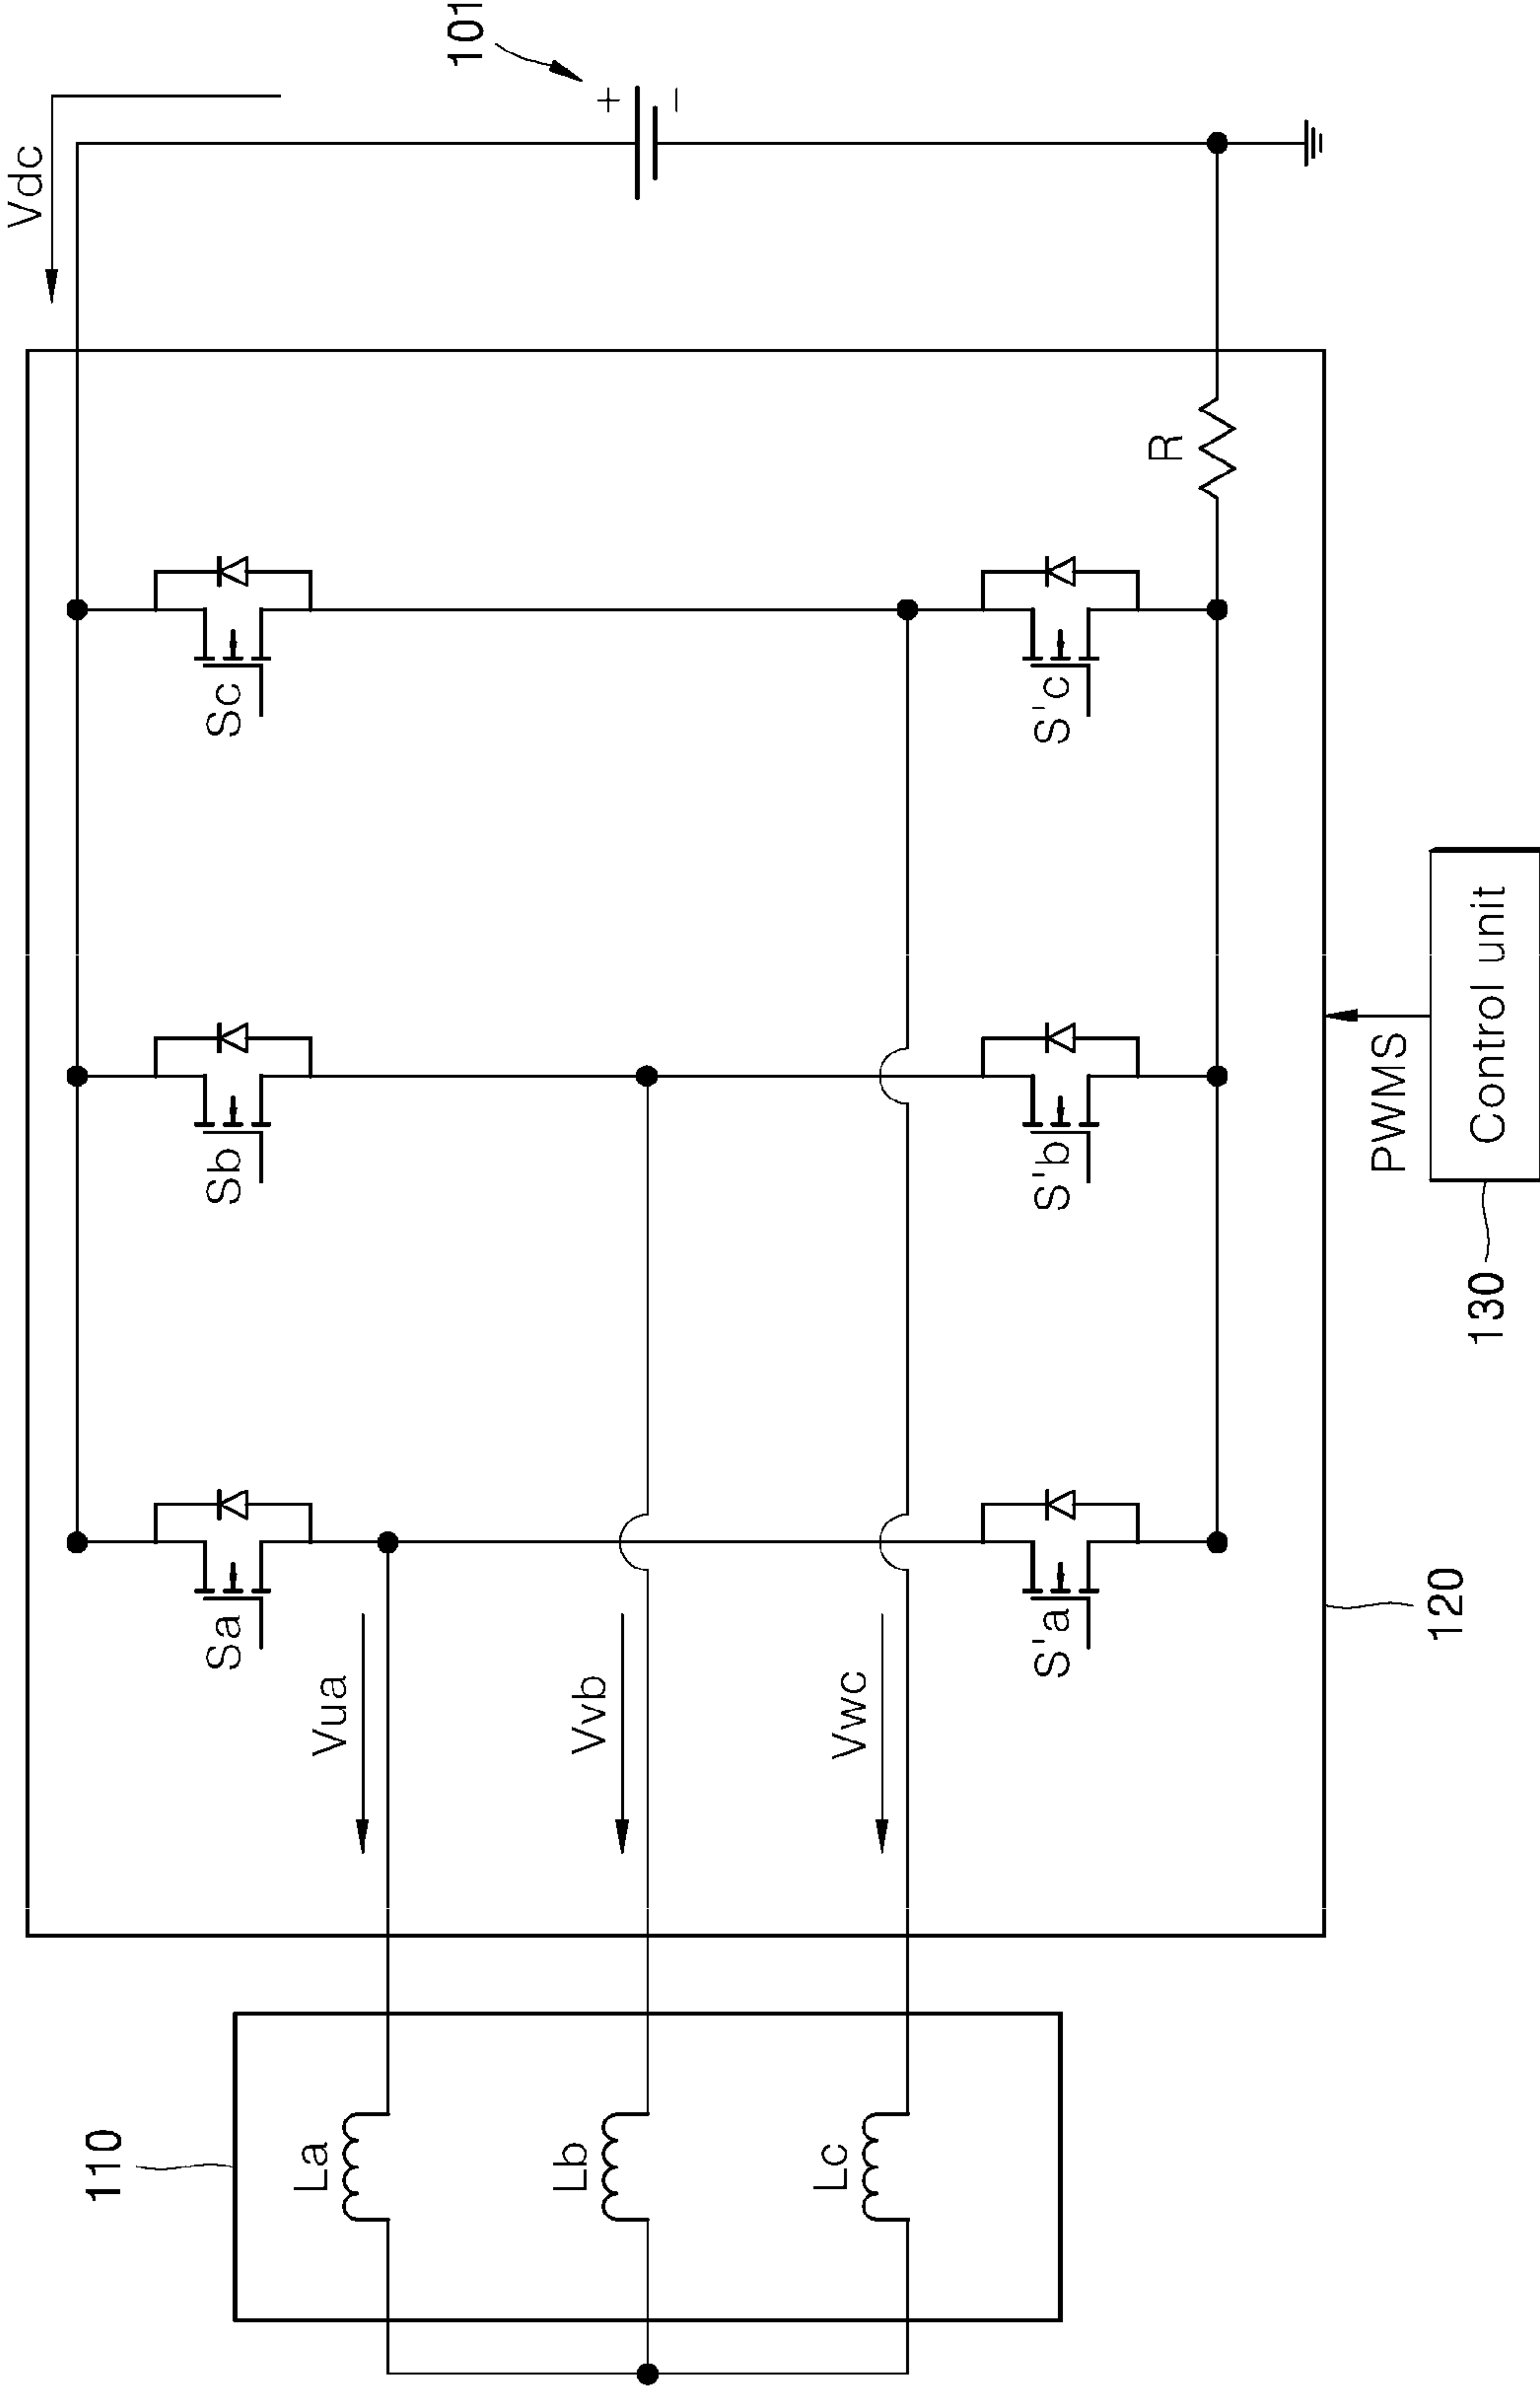 Vdc
101
+
−
R
Sc
S'c
Sb
S'b
Sa
S'a
Vua
Vvb
Vwc
PWMS
Control unit
130
120
110
La
Lb
Lc